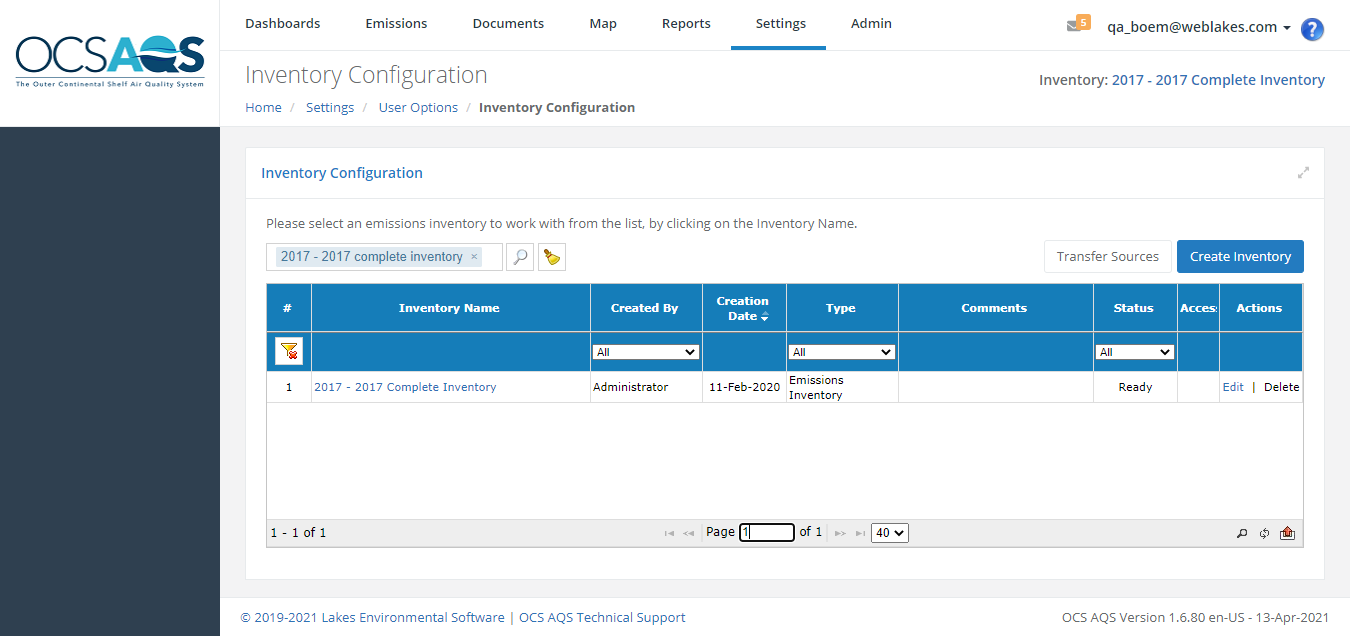 OCSAQS
The Outer Continental Shelf Air Quality System
Dashboards Emissions Documents Map Reports Settings Admin
5 qa_boem@weblakes.com ?
Inventory Configuration
Inventory: 2017 - 2017 Complete Inventory
Home / Settings / User Options / Inventory Configuration
Inventory Configuration
Please select an emissions inventory to work with from the list, by clicking on the Inventory Name.
2017 - 2017 complete inventory × Transfer Sources Create Inventory
# Inventory Name Created By Creation Date Type Comments Status Acces Actions
All All All
1 2017 - 2017 Complete Inventory Administrator 11-Feb-2020 Emissions Inventory Ready Edit | Delete
1 - 1 of 1 Page 1 of 1 40
© 2019-2021 Lakes Environmental Software | OCS AQS Technical Support
OCS AQS Version 1.6.80 en-US - 13-Apr-2021